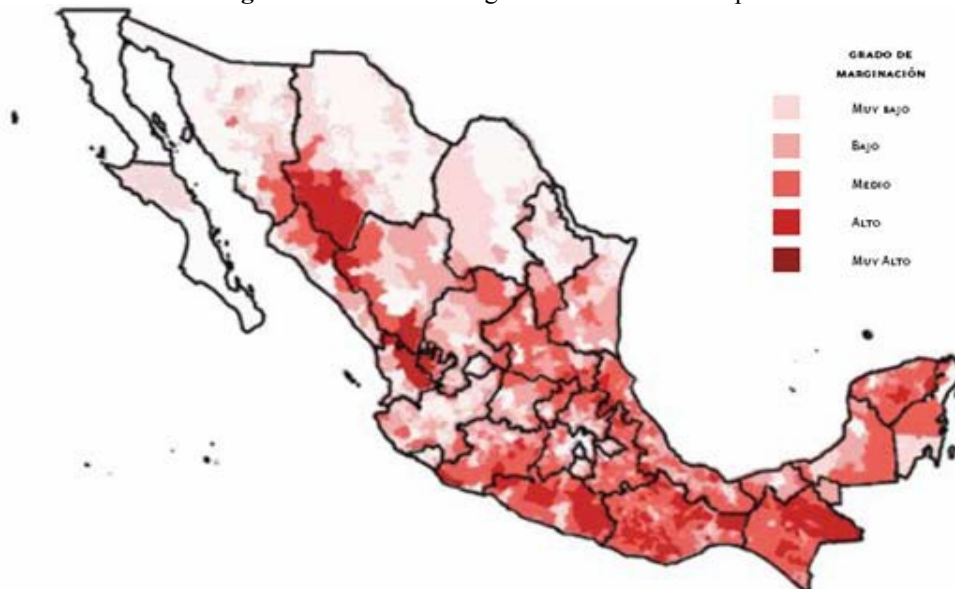 GRADO DE
MARGINACIÓN
MUY BAJO
BAJO
MEDIO
ALTO
MUY ALTO